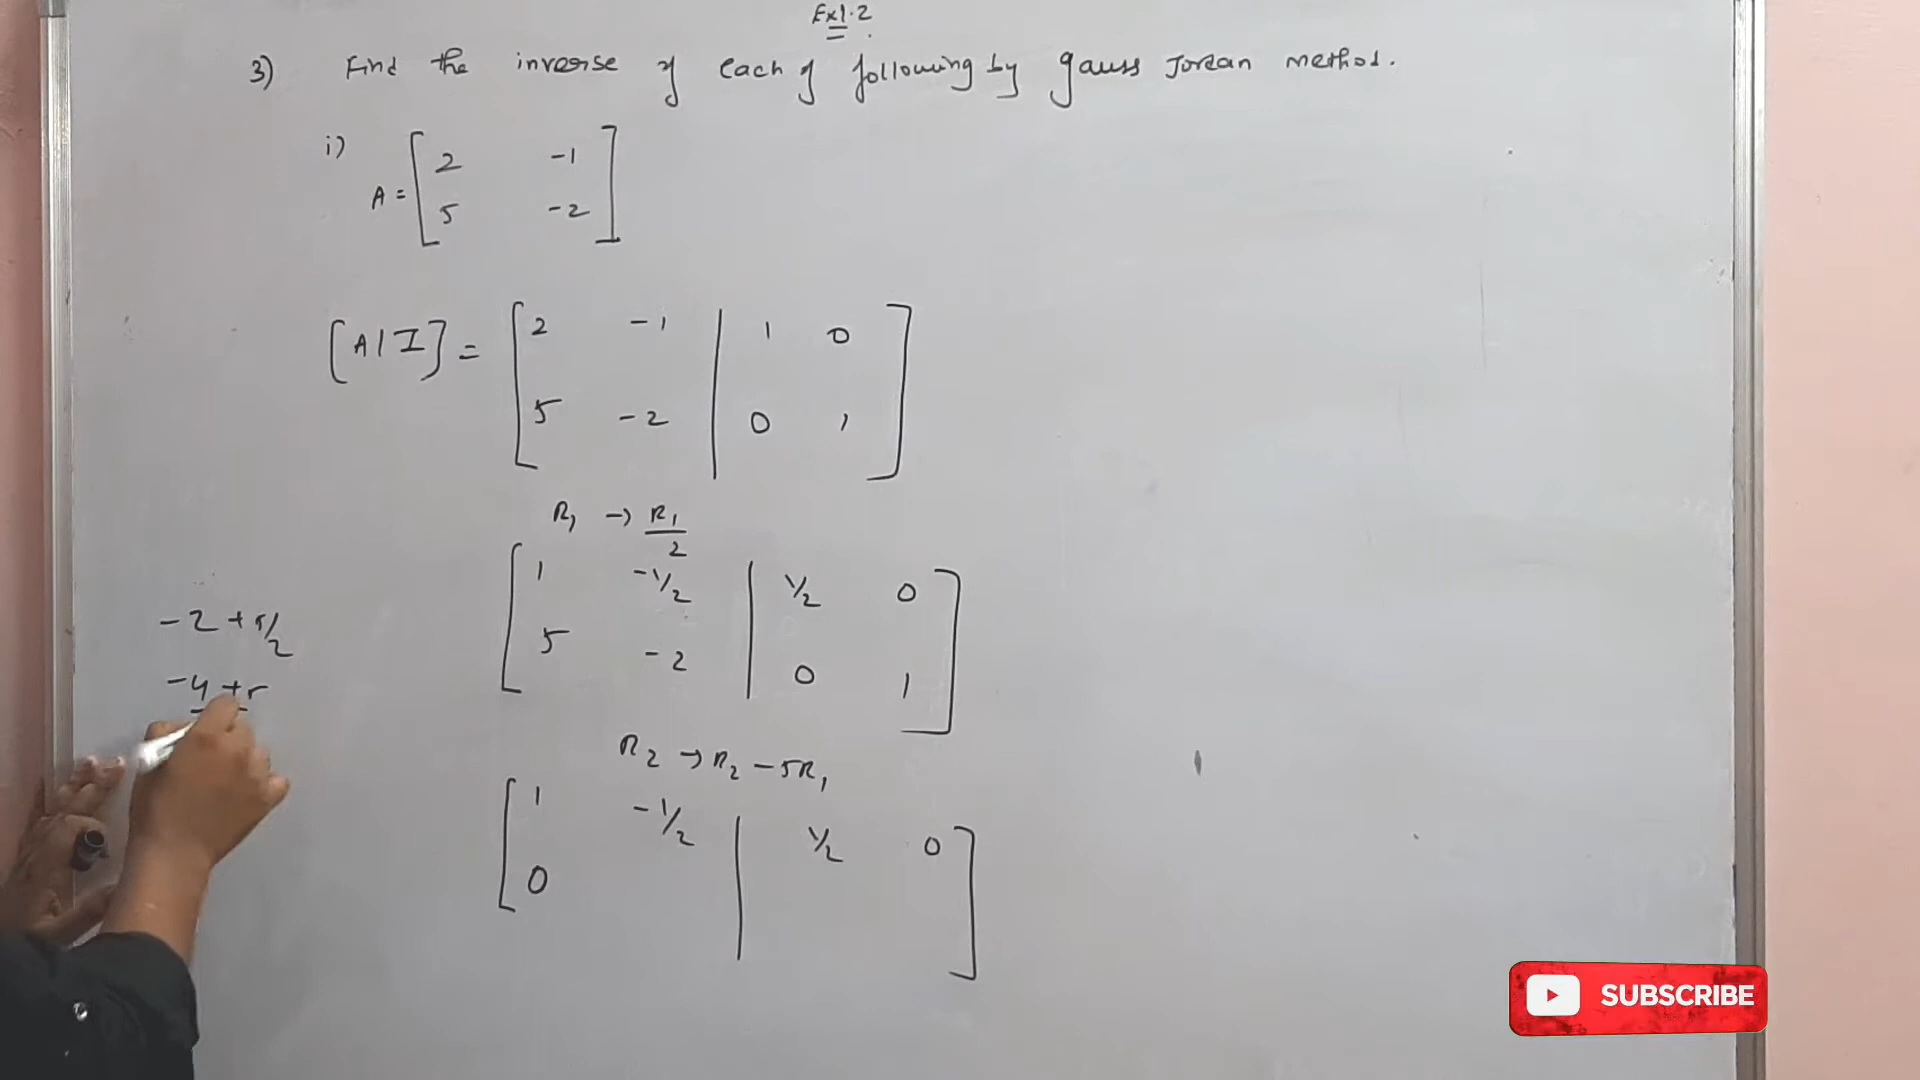 Ex1.2
3) Find the inverse of each of following by gauss Jordan method.
i) A = [ 2 -1
5 -2 ]
[A|I] = [ 2 -1 | 1 0
5 -2 | 0 1 ]
R1 → R1/2
[ 1 -1/2 | 1/2 0
5 -2 | 0 1 ]
-2 + 5/2
-4 + 5
R2 → R2 - 5R1
[ 1 -1/2 | 1/2 0
0 | ]
SUBSCRIBE